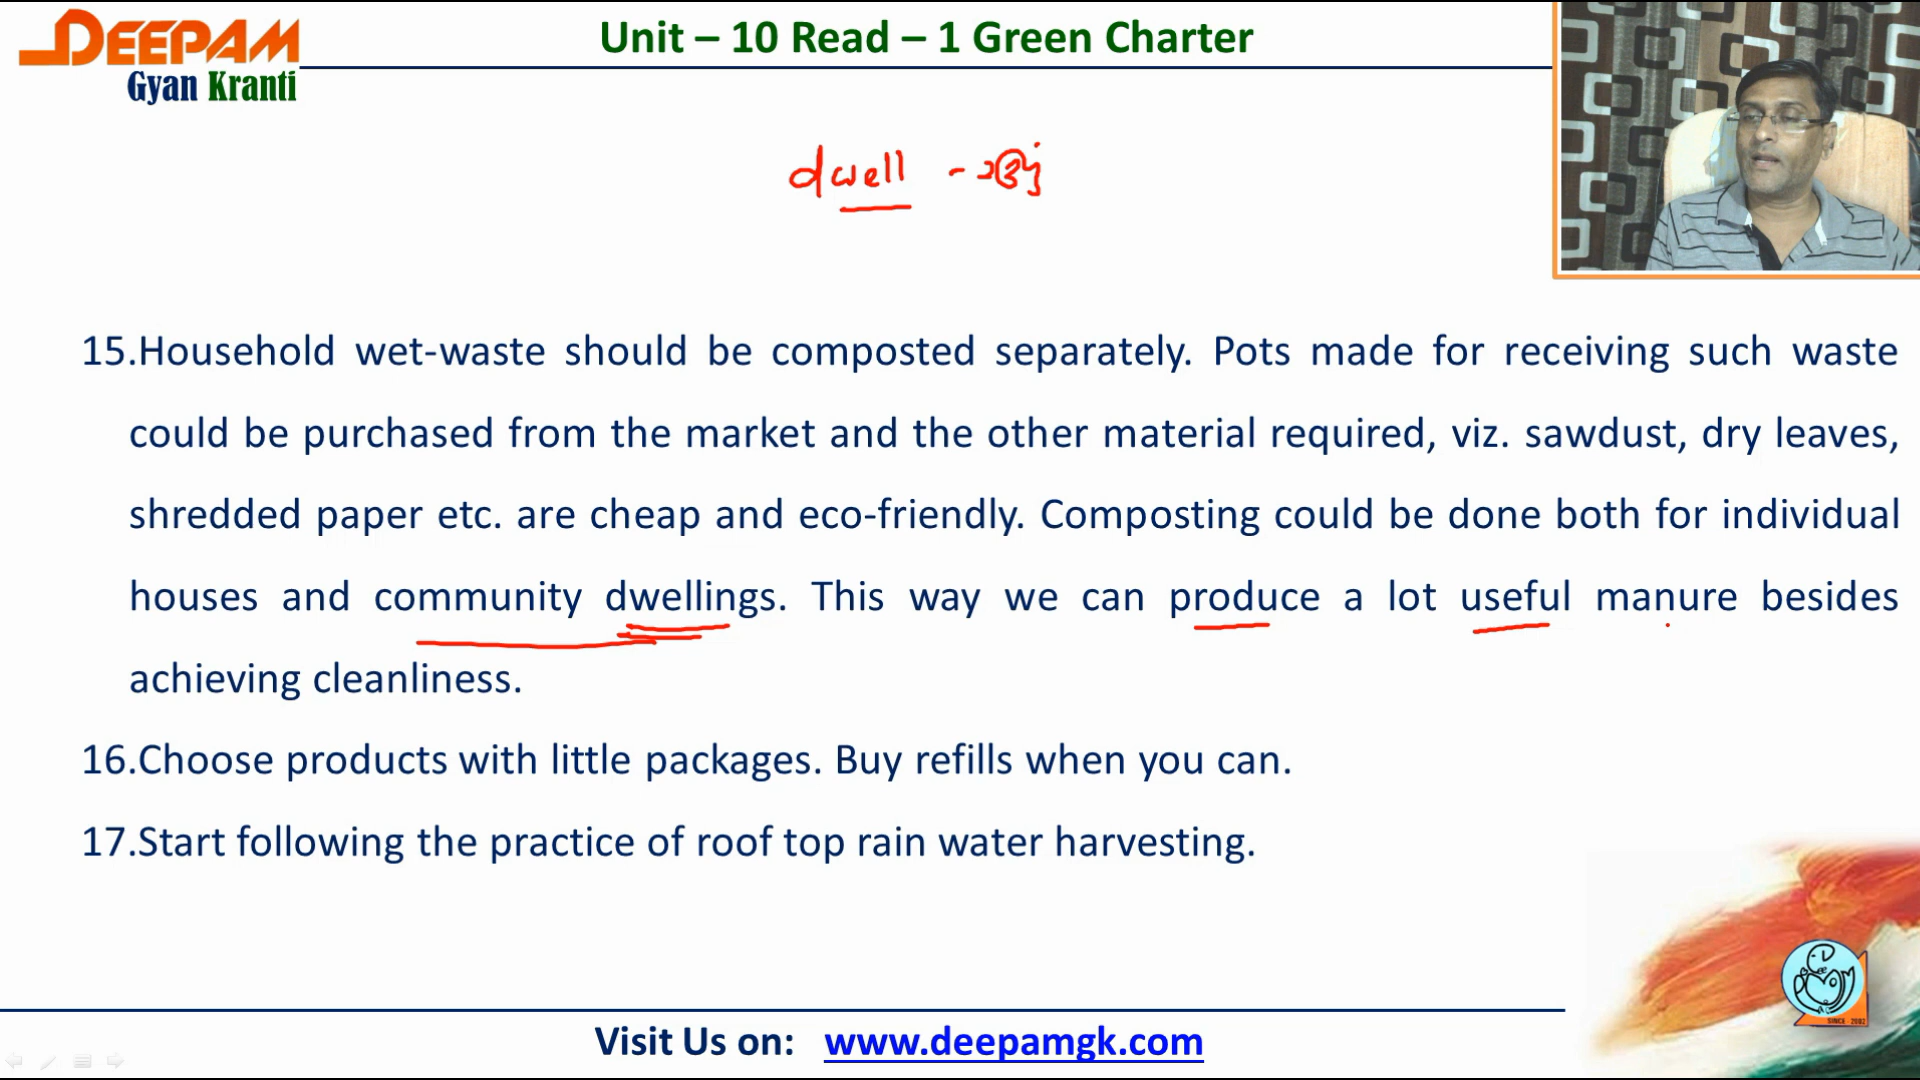 DEEPAM
Gyan Kranti
Unit – 10 Read – 1 Green Charter
dwell -
15.Household wet-waste should be composted separately. Pots made for receiving such waste
could be purchased from the market and the other material required, viz. sawdust, dry leaves,
shredded paper etc. are cheap and eco-friendly. Composting could be done both for individual
houses and community dwellings. This way we can produce a lot useful manure besides
achieving cleanliness.
16.Choose products with little packages. Buy refills when you can.
17.Start following the practice of roof top rain water harvesting.
SINCE - 2002
Visit Us on: www.deepamgk.com